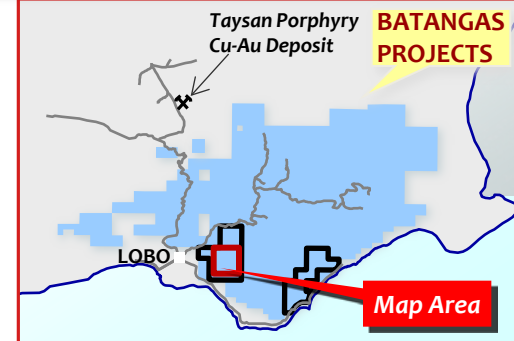 Taysan Porphyry
Cu-Au Deposit
BATANGAS
PROJECTS
LOBO
Map Area